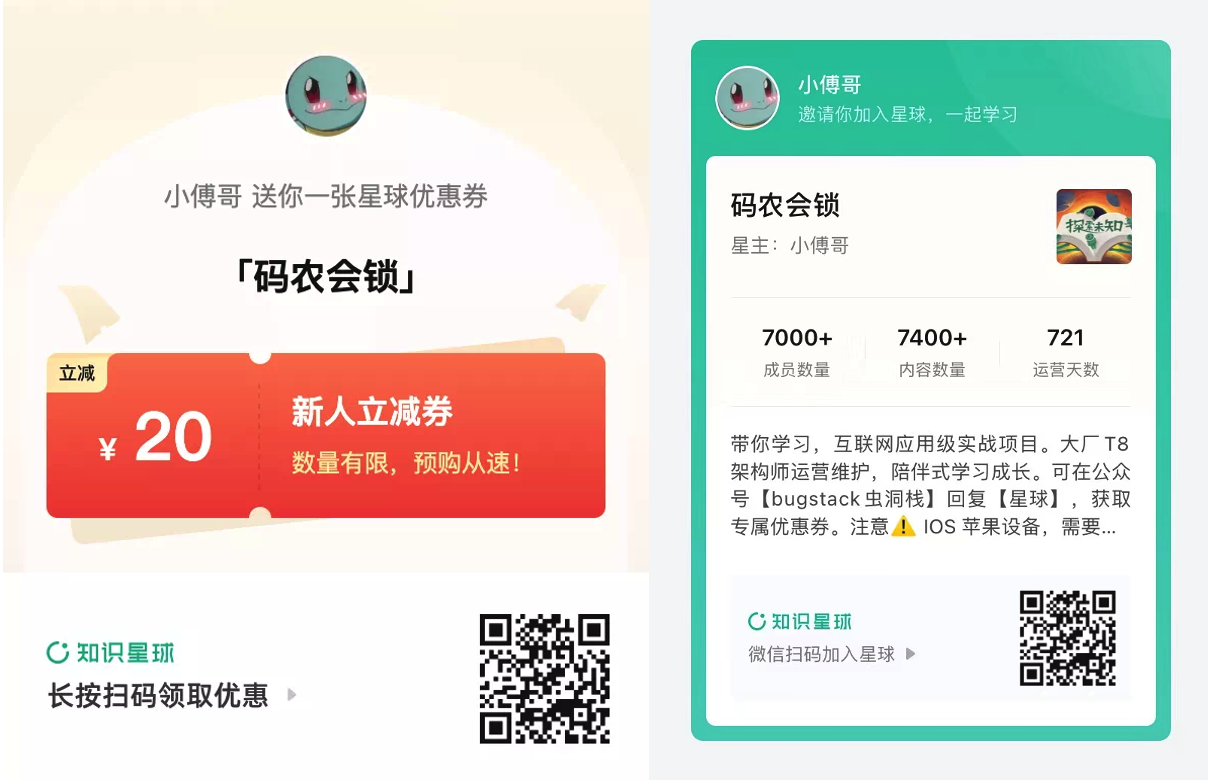 小傅哥 送你一张星球优惠券
「码农会锁」
立减
¥ 20
新人立减券
数量有限，预购从速！
知识星球
长按扫码领取优惠
小傅哥
邀请你加入星球，一起学习
码农会锁
星主：小傅哥
探索未知
7000+
7400+
721
成员数量
内容数量
运营天数
带你学习，互联网应用级实战项目。大厂 T8
架构师运营维护，陪伴式学习成长。可在公众
号【bugstack 虫洞栈】回复【星球】，获取
专属优惠券。注意⚠️ IOS 苹果设备，需要...
知识星球
微信扫码加入星球